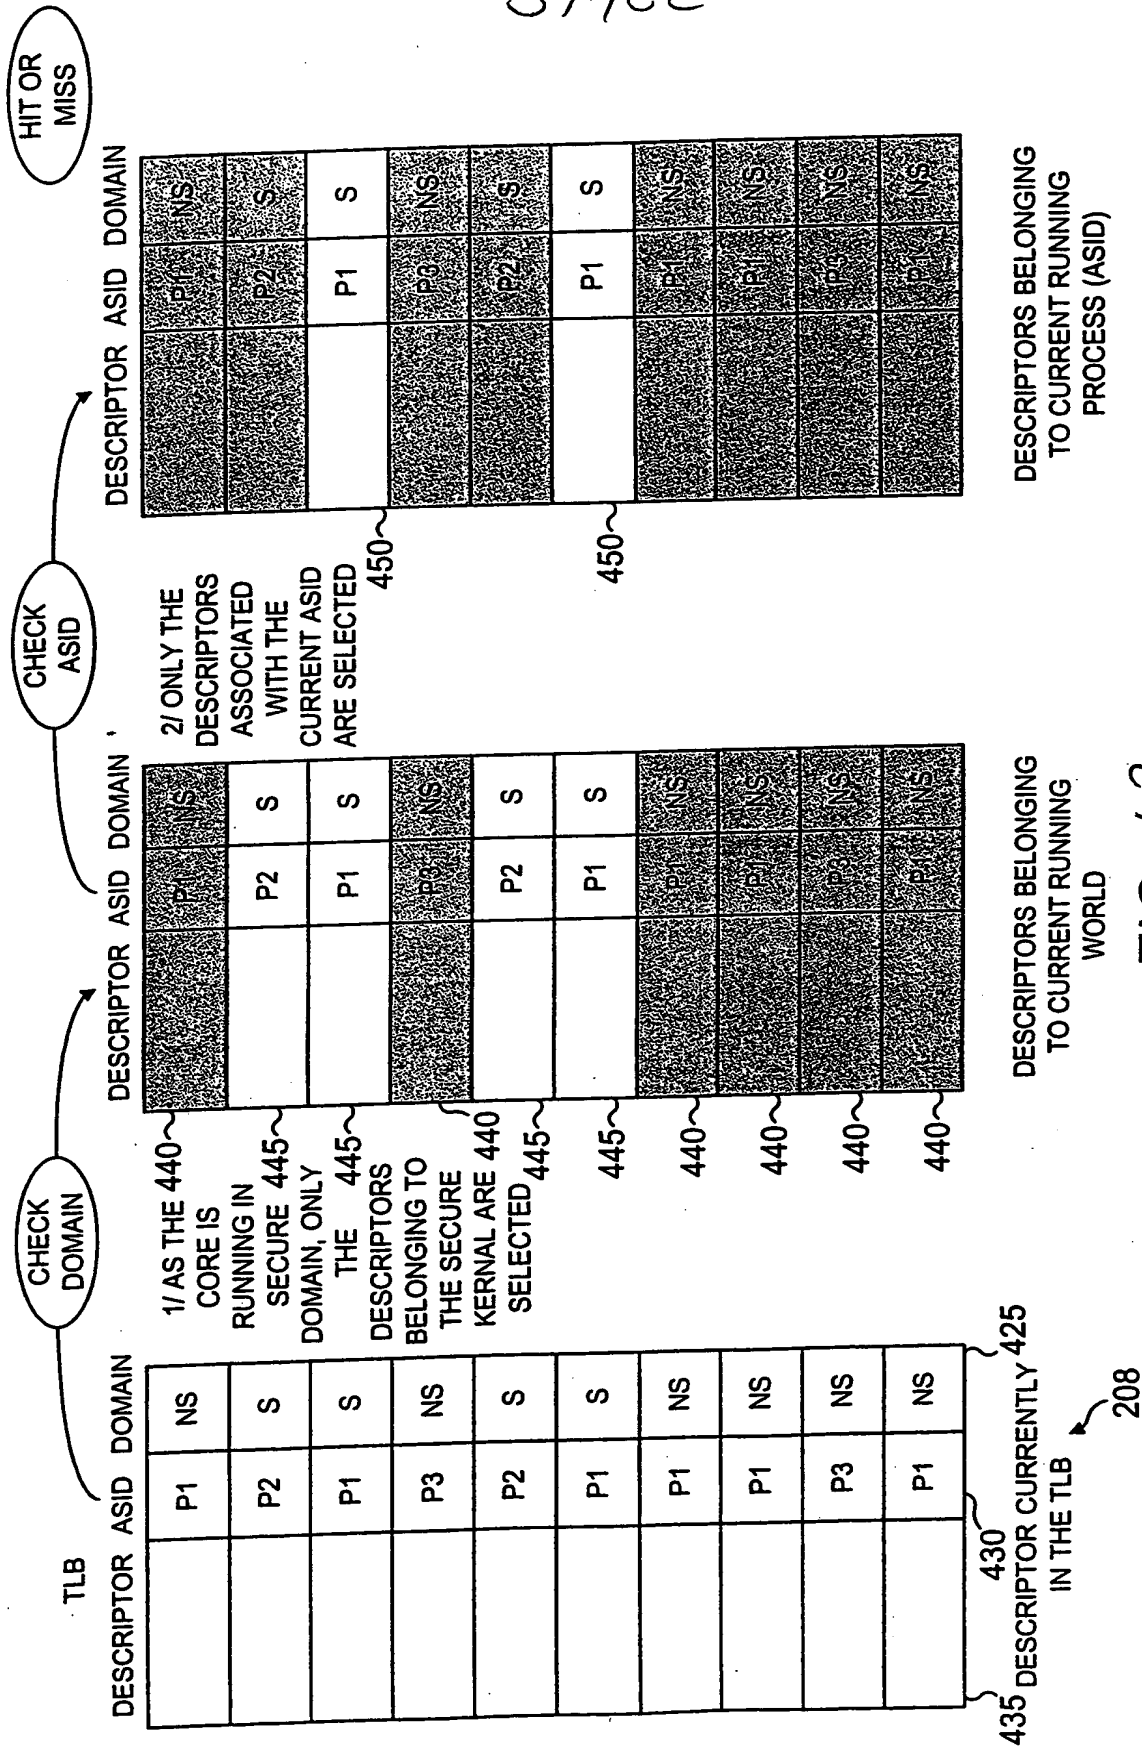 TLB
DESCRIPTOR ASID DOMAIN
P1 NS
P2 S
P1 S
P3 NS
P2 S
P1 S
P1 NS
P1 NS
P3 NS
P1 NS
435
430
425
DESCRIPTOR CURRENTLY
IN THE TLB
208
CHECK
DOMAIN
1/ AS THE
CORE IS
RUNNING IN
SECURE
DOMAIN, ONLY
THE
DESCRIPTORS
BELONGING TO
THE SECURE
KERNAL ARE
SELECTED
440
445
445
440
445
445
440
440
440
440
DESCRIPTOR ASID DOMAIN
P1 NS
P2 S
P1 S
P3 NS
P2 S
P1 S
P1 NS
P1 NS
P3 NS
P1 NS
DESCRIPTORS BELONGING
TO CURRENT RUNNING
WORLD
CHECK
ASID
2/ ONLY THE
DESCRIPTORS
ASSOCIATED
WITH THE
CURRENT ASID
ARE SELECTED
450
450
DESCRIPTOR ASID DOMAIN
P1 NS
P2 S
P1 S
P3 NS
P2 S
P1 S
P1 NS
P1 NS
P3 NS
P1 NS
DESCRIPTORS BELONGING
TO CURRENT RUNNING
PROCESS (ASID)
HIT OR
MISS